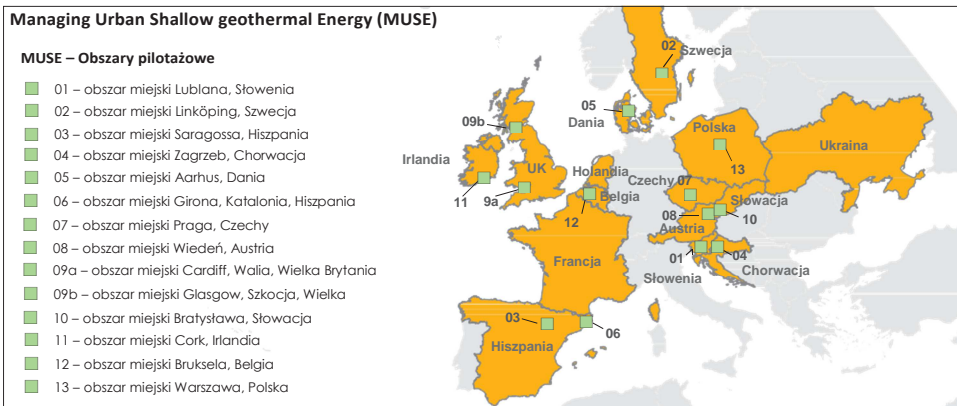 Managing Urban Shallow geothermal Energy (MUSE)
MUSE – Obszary pilotażowe
01 – obszar miejski Lublana, Słowenia
02 – obszar miejski Linköping, Szwecja
03 – obszar miejski Saragossa, Hiszpania
04 – obszar miejski Zagrzeb, Chorwacja
05 – obszar miejski Aarhus, Dania
06 – obszar miejski Girona, Katalonia, Hiszpania
07 – obszar miejski Praga, Czechy
08 – obszar miejski Wiedeń, Austria
09a – obszar miejski Cardiff, Walia, Wielka Brytania
09b – obszar miejski Glasgow, Szkocja, Wielka
10 – obszar miejski Bratysława, Słowacja
11 – obszar miejski Cork, Irlandia
12 – obszar miejski Bruksela, Belgia
13 – obszar miejski Warszawa, Polska
02
Szwecja
05
Dania
09b
Polska
13
Ukraina
Irlandia
11
UK
9a
Holandia
Belgia
12
Czechy
07
Słowacja
10
08
Austria
01
Słowenia
04
Chorwacja
Francja
03
06
Hiszpania